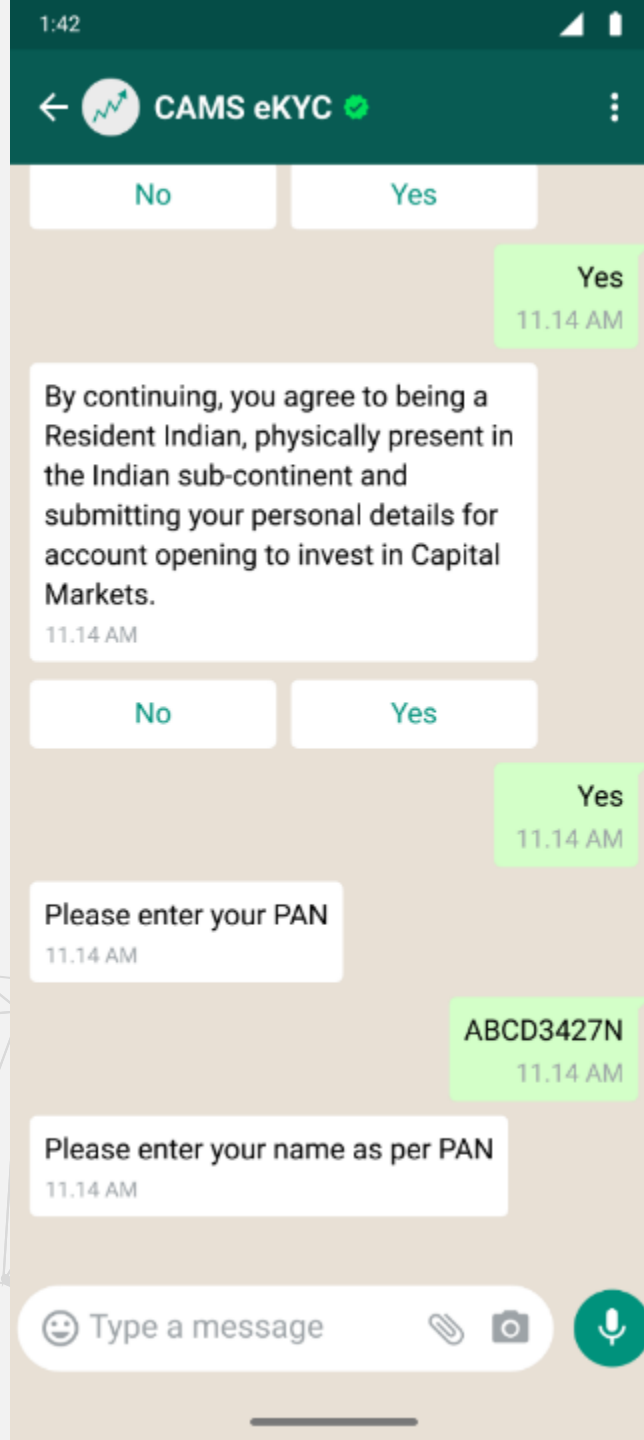 1:42
CAMS eKYC
No Yes
Yes
11.14 AM
By continuing, you agree to being a
Resident Indian, physically present in
the Indian sub-continent and
submitting your personal details for
account opening to invest in Capital
Markets.
11.14 AM
No Yes
Yes
11.14 AM
Please enter your PAN
11.14 AM
ABCD3427N
11.14 AM
Please enter your name as per PAN
11.14 AM
Type a message